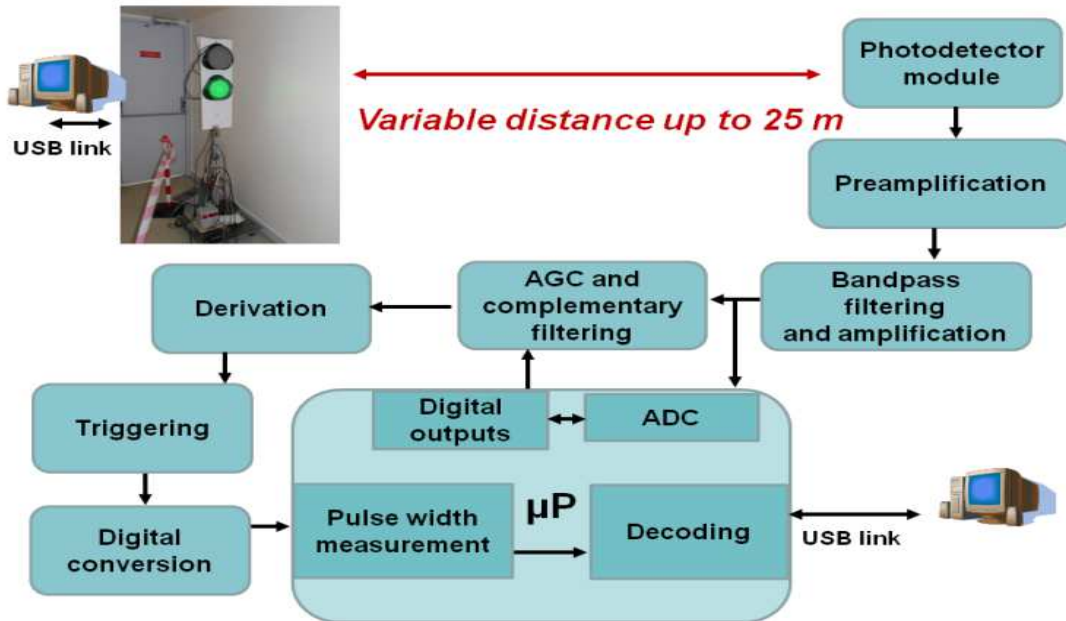 Photodetector
module
USB link
Variable distance up to 25 m
Preamplification
Bandpass
filtering
and amplification
AGC and
complementary
filtering
Derivation
Triggering
Digital
conversion
Digital
outputs
ADC
Pulse width
measurement
µP
Decoding
USB link